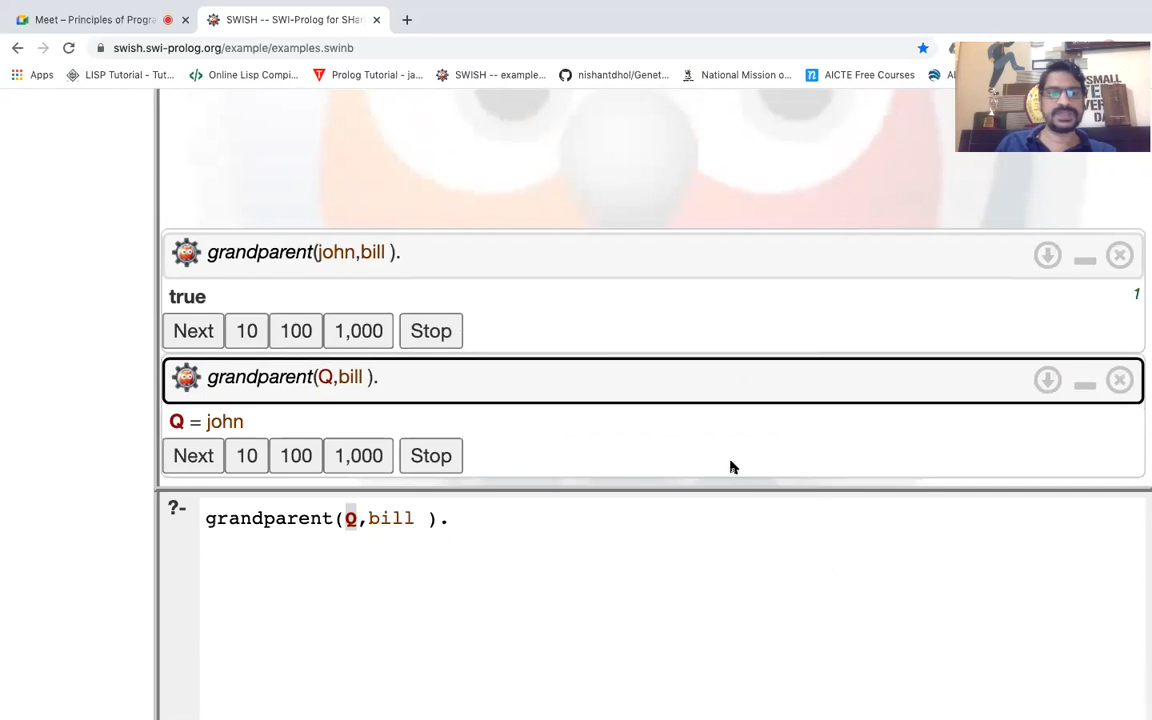 Meet – Principles of Progra
SWISH -- SWI-Prolog for SHar
swish.swi-prolog.org/example/examples.swinb
Apps
LISP Tutorial - Tut...
Online Lisp Compi...
Prolog Tutorial - ja...
SWISH -- example...
nishantdhol/Genet...
National Mission o...
AICTE Free Courses
SMALL
grandparent(john,bill ).
true
1
Next 10 100 1,000 Stop
grandparent(Q,bill ).
Q = john
Next 10 100 1,000 Stop
?- grandparent(Q,bill ).